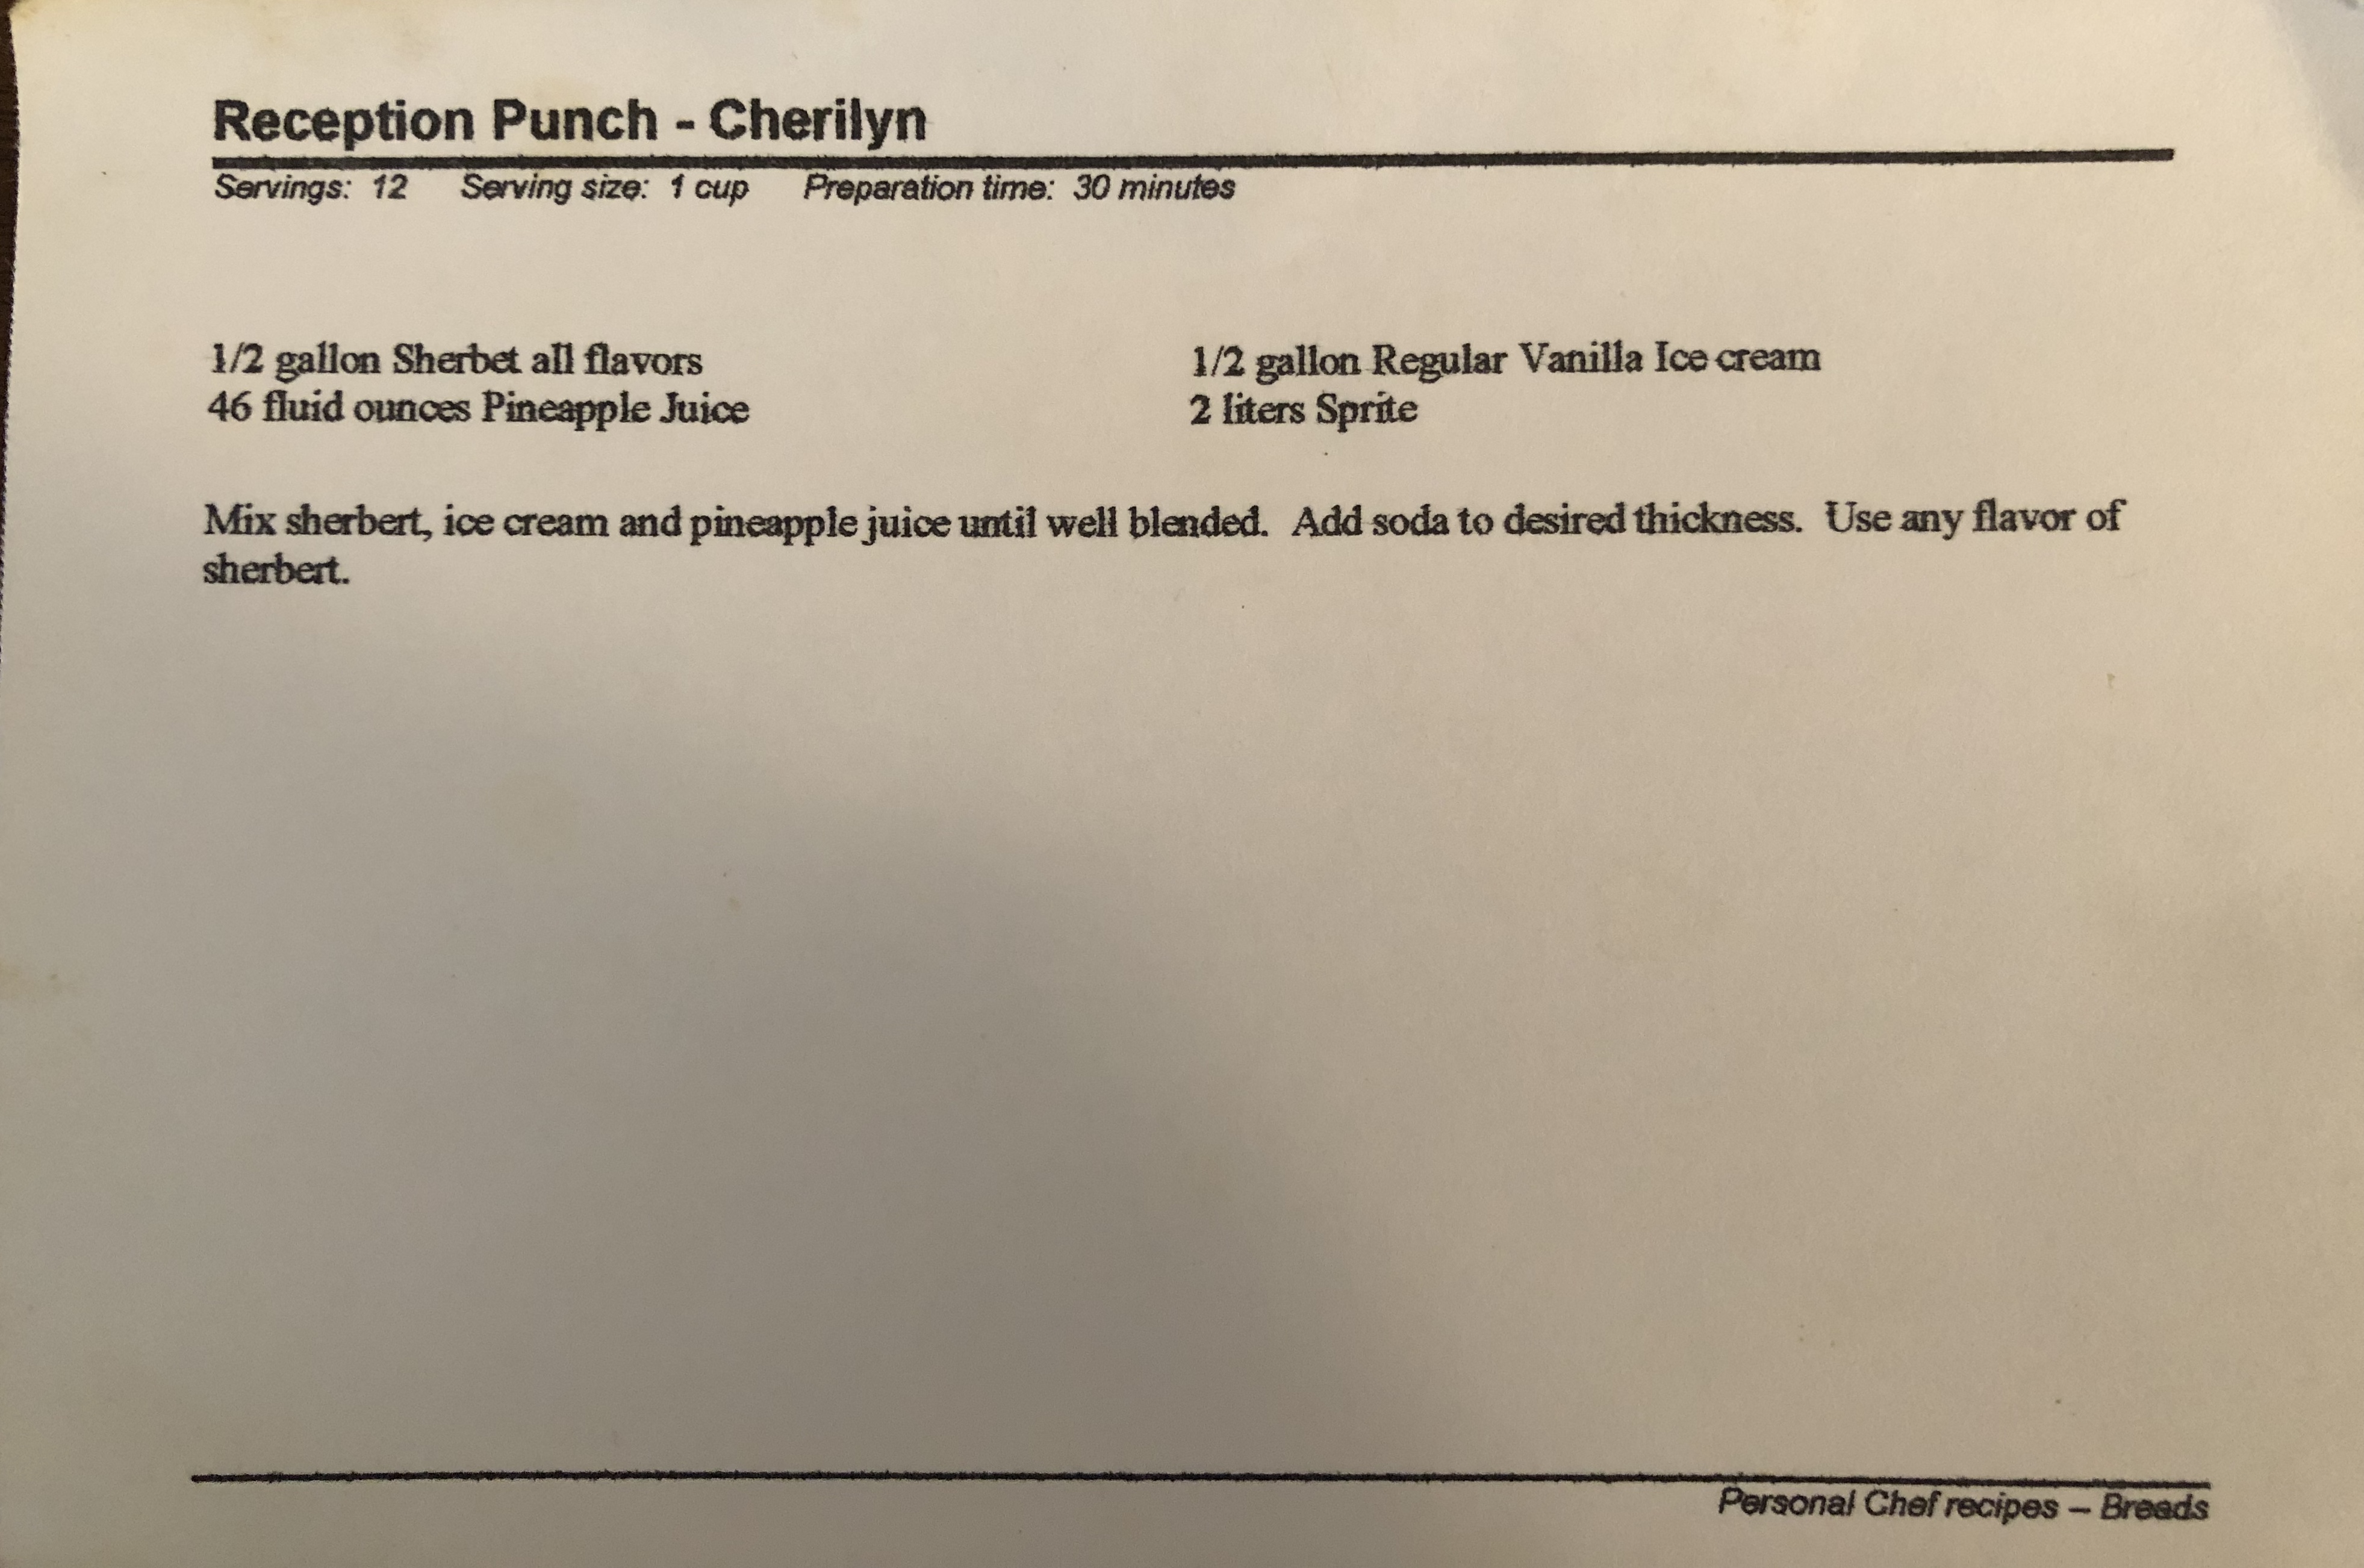 Reception Punch - Cherilyn
Servings: 12 Serving size: 1 cup Preparation time: 30 minutes
1/2 gallon Sherbet all flavors 1/2 gallon Regular Vanilla Ice cream
46 fluid ounces Pineapple Juice 2 liters Sprite
Mix sherbert, ice cream and pineapple juice until well blended. Add soda to desired thickness. Use any flavor of
sherbert.
Personal Chef recipes – Breads